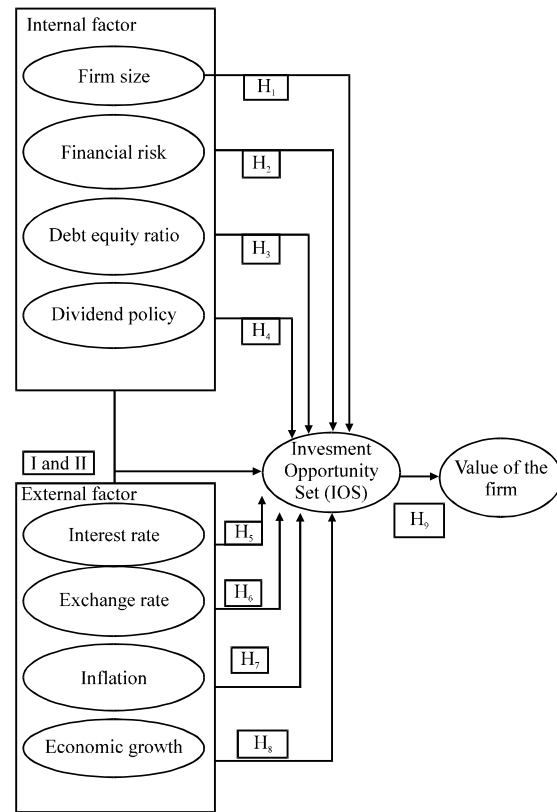 Internal factor
Firm size
H₁
Financial risk
H₂
Debt equity ratio
H₃
Dividend policy
H₄
I and II
Invesment
Opportunity
Set (IOS)
Value of the
firm
H₉
External factor
Interest rate
H₅
Exchange rate
H₆
Inflation
H₇
Economic growth
H₈